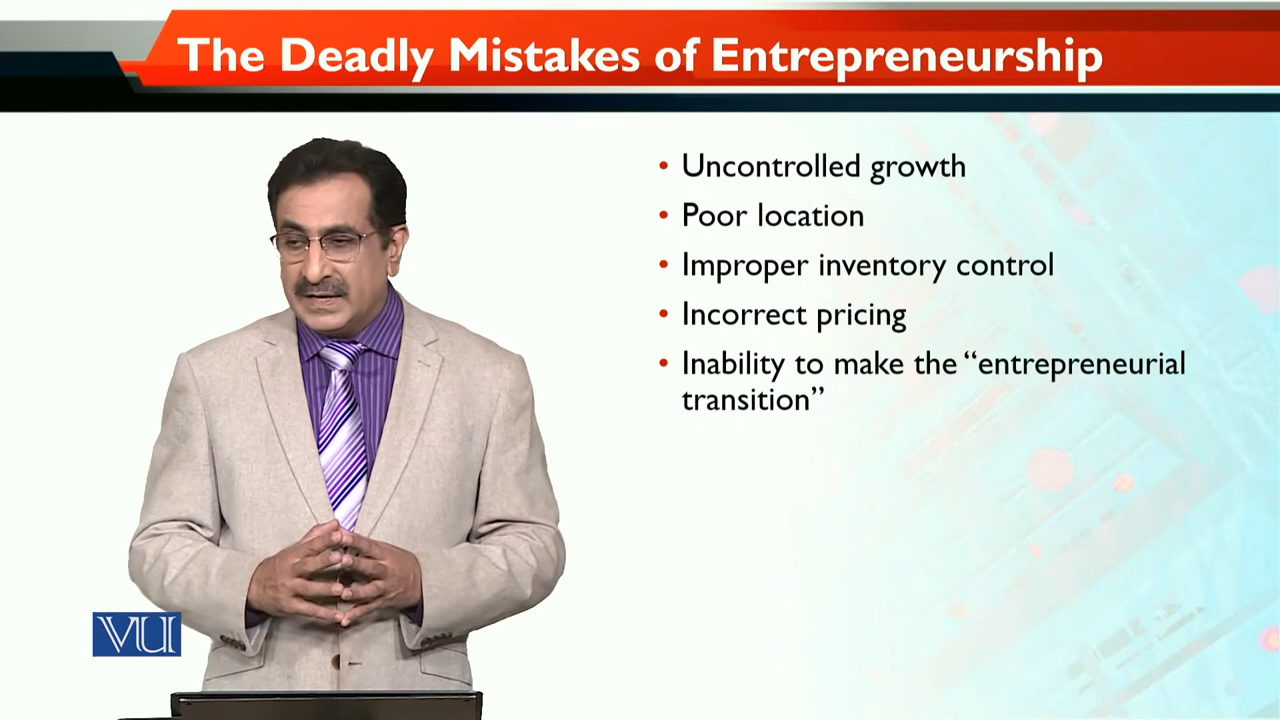 The Deadly Mistakes of Entrepreneurship
• Uncontrolled growth
• Poor location
• Improper inventory control
• Incorrect pricing
• Inability to make the “entrepreneurial
transition”
VU